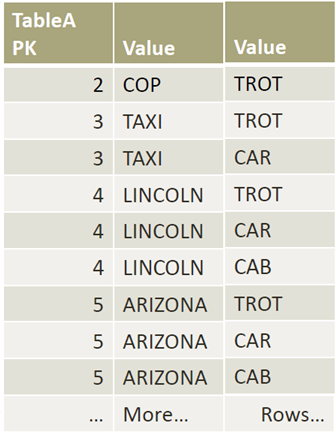 TableA
PK Value Value
2 COP TROT
3 TAXI TROT
3 TAXI CAR
4 LINCOLN TROT
4 LINCOLN CAR
4 LINCOLN CAB
5 ARIZONA TROT
5 ARIZONA CAR
5 ARIZONA CAB
... More... Rows...